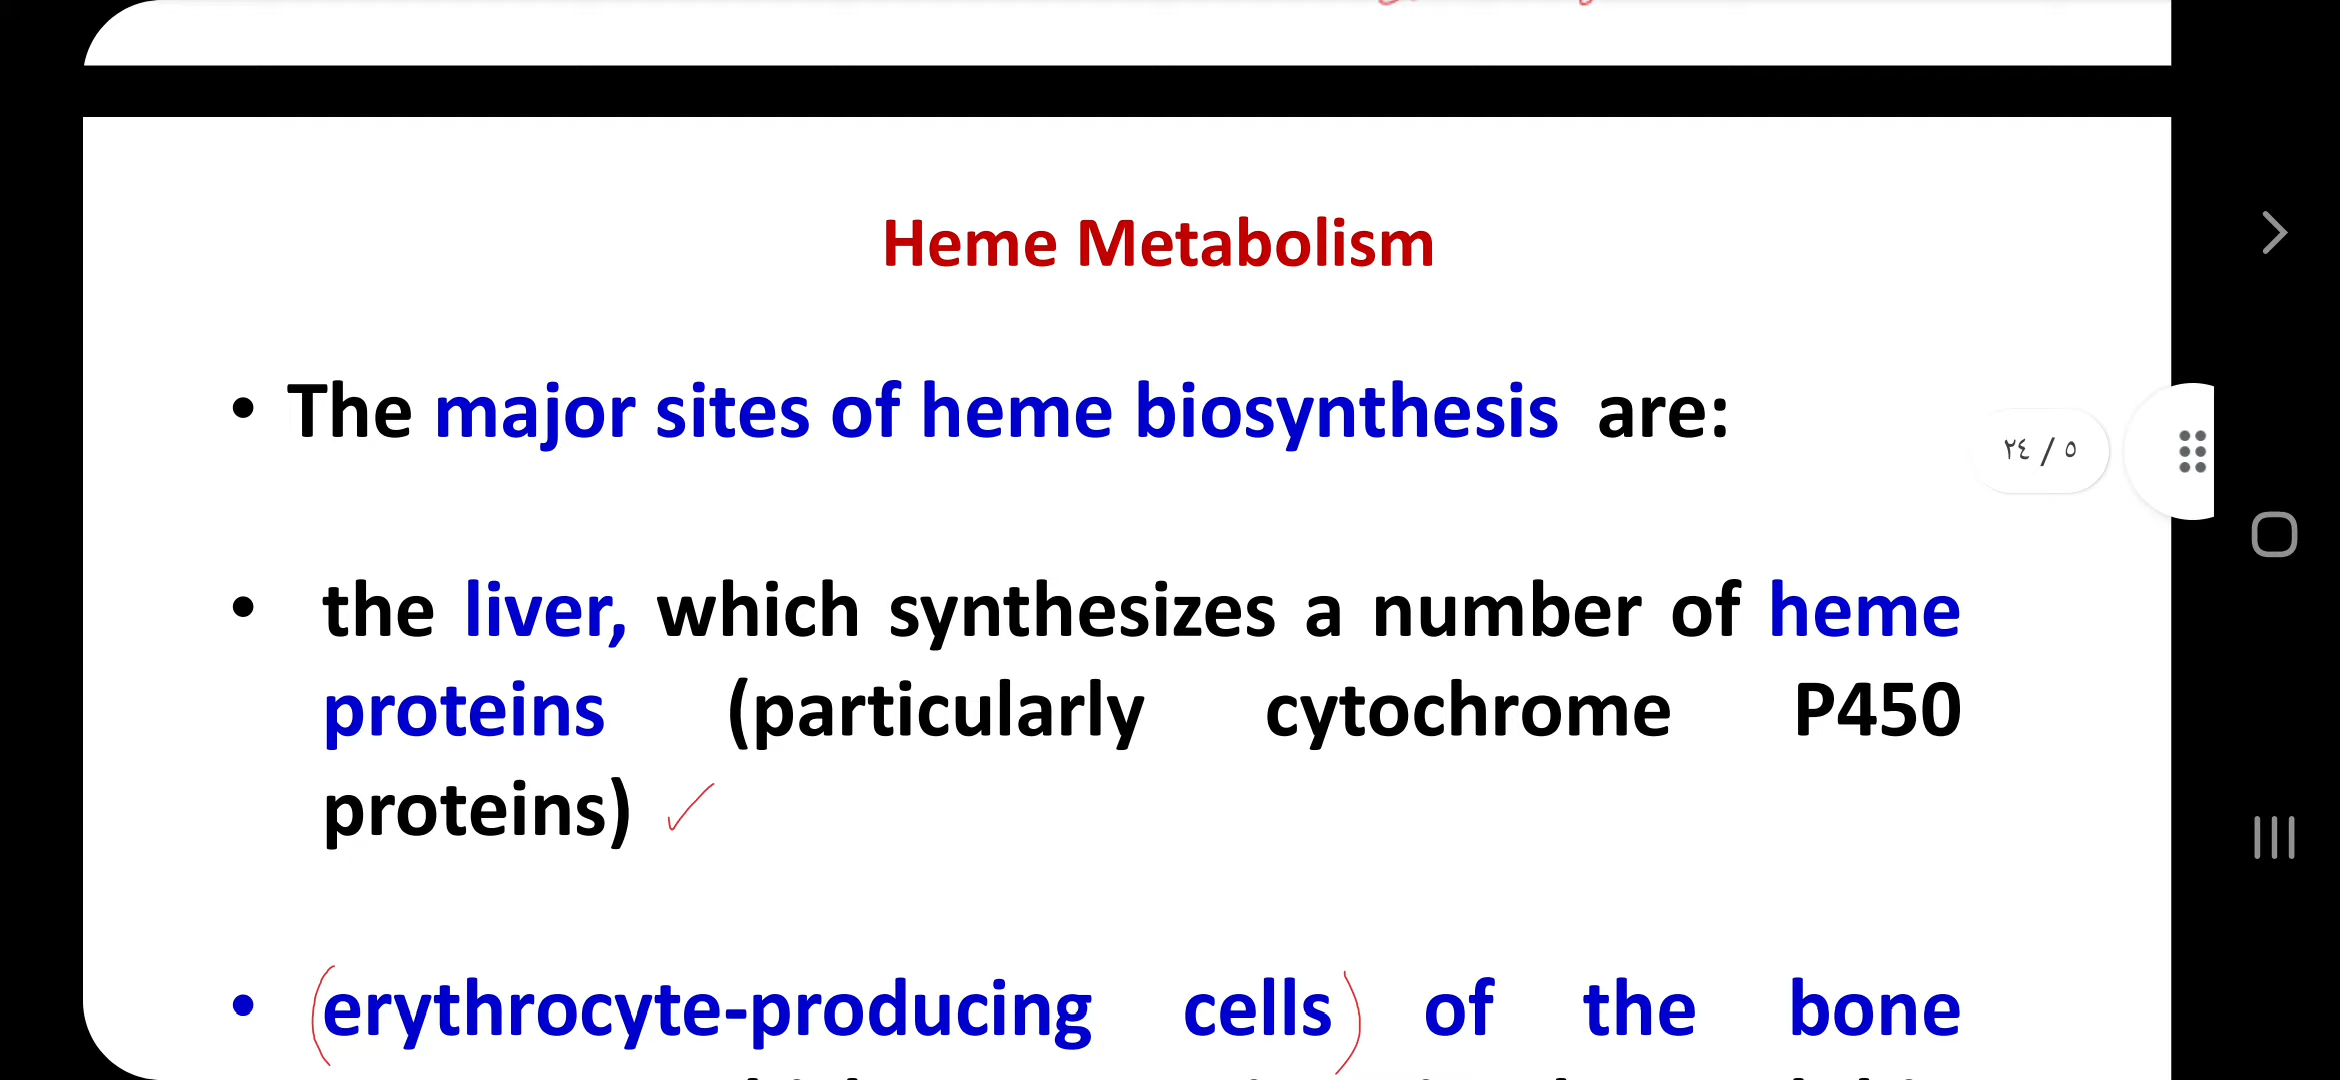 Heme Metabolism
• The major sites of heme biosynthesis are:
٢٤ / ٥
• the liver, which synthesizes a number of heme
proteins (particularly cytochrome P450
proteins)
• (erythrocyte-producing cells) of the bone